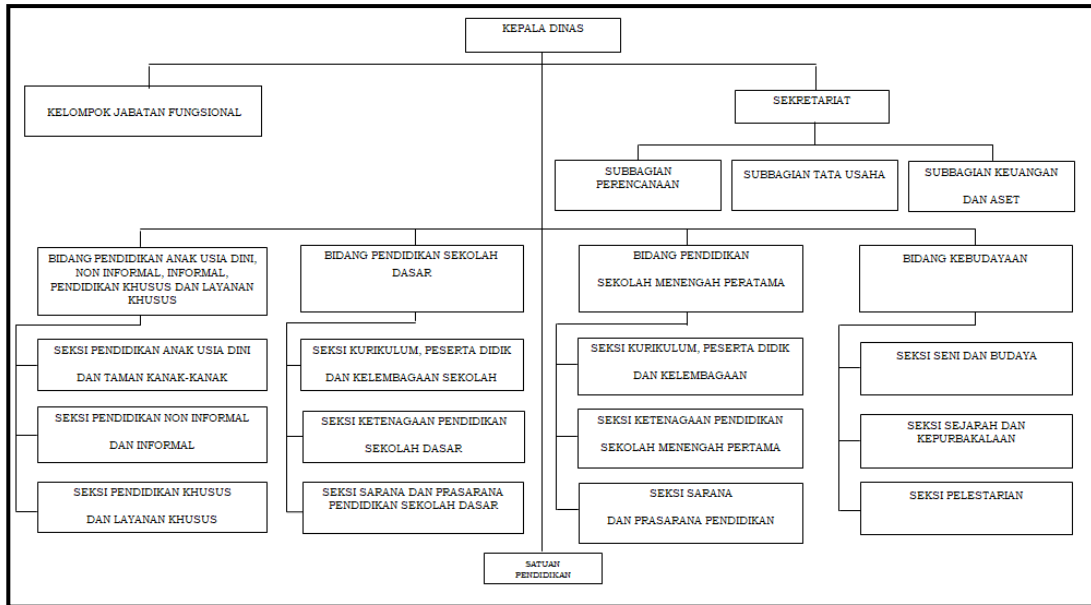 KEPALA DINAS
KELOMPOK JABATAN FUNGSIONAL
SEKRETARIAT
SUBBAGIAN
PERENCANAAN
SUBBAGIAN TATA USAHA
SUBBAGIAN KEUANGAN
DAN ASET
BIDANG PENDIDIKAN ANAK USIA DINI,
NON INFORMAL, INFORMAL,
PENDIDIKAN KHUSUS DAN LAYANAN
KHUSUS
BIDANG PENDIDIKAN SEKOLAH
DASAR
BIDANG PENDIDIKAN
SEKOLAH MENENGAH PERATAMA
BIDANG KEBUDAYAAN
SEKSI PENDIDIKAN ANAK USIA DINI
DAN TAMAN KANAK-KANAK
SEKSI KURIKULUM, PESERTA DIDIK
DAN KELEMBAGAAN SEKOLAH
SEKSI KURIKULUM, PESERTA DIDIK
DAN KELEMBAGAAN
SEKSI SENI DAN BUDAYA
SEKSI PENDIDIKAN NON INFORMAL
DAN INFORMAL
SEKSI KETENAGAAN PENDIDIKAN
SEKOLAH DASAR
SEKSI KETENAGAAN PENDIDIKAN
SEKOLAH MENENGAH PERTAMA
SEKSI SEJARAH DAN
KEPURBAKALAAN
SEKSI PENDIDIKAN KHUSUS
DAN LAYANAN KHUSUS
SEKSI SARANA DAN PRASARANA
PENDIDIKAN SEKOLAH DASAR
SEKSI SARANA
DAN PRASARANA PENDIDIKAN
SEKSI PELESTARIAN
SATUAN
PENDIDIKAN